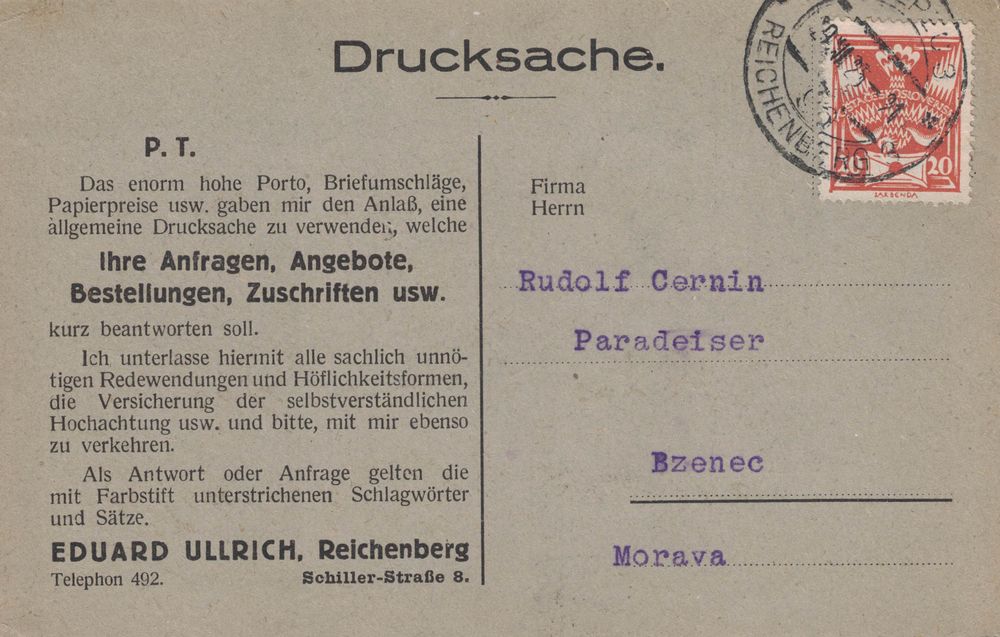 Drucksache.
P. T.
Das enorm hohe Porto, Briefumschläge,
Papierpreise usw. gaben mir den Anlaß, eine
allgemeine Drucksache zu verwenden, welche
Ihre Anfragen, Angebote,
Bestellungen, Zuschriften usw.
kurz beantworten soll.
Ich unterlasse hiermit alle sachlich unnö-
tigen Redewendungen und Höflichkeitsformen,
die Versicherung der selbstverständlichen
Hochachtung usw. und bitte, mit mir ebenso
zu verkehren.
Als Antwort oder Anfrage gelten die
mit Farbstift unterstrichenen Schlagwörter
und Sätze.
EDUARD ULLRICH, Reichenberg
Telephon 492. Schiller-Straße 8.
Firma
Herrn
Rudolf Cernin
Paradeiser
Bzenec
Morava
REICHENBERG
20